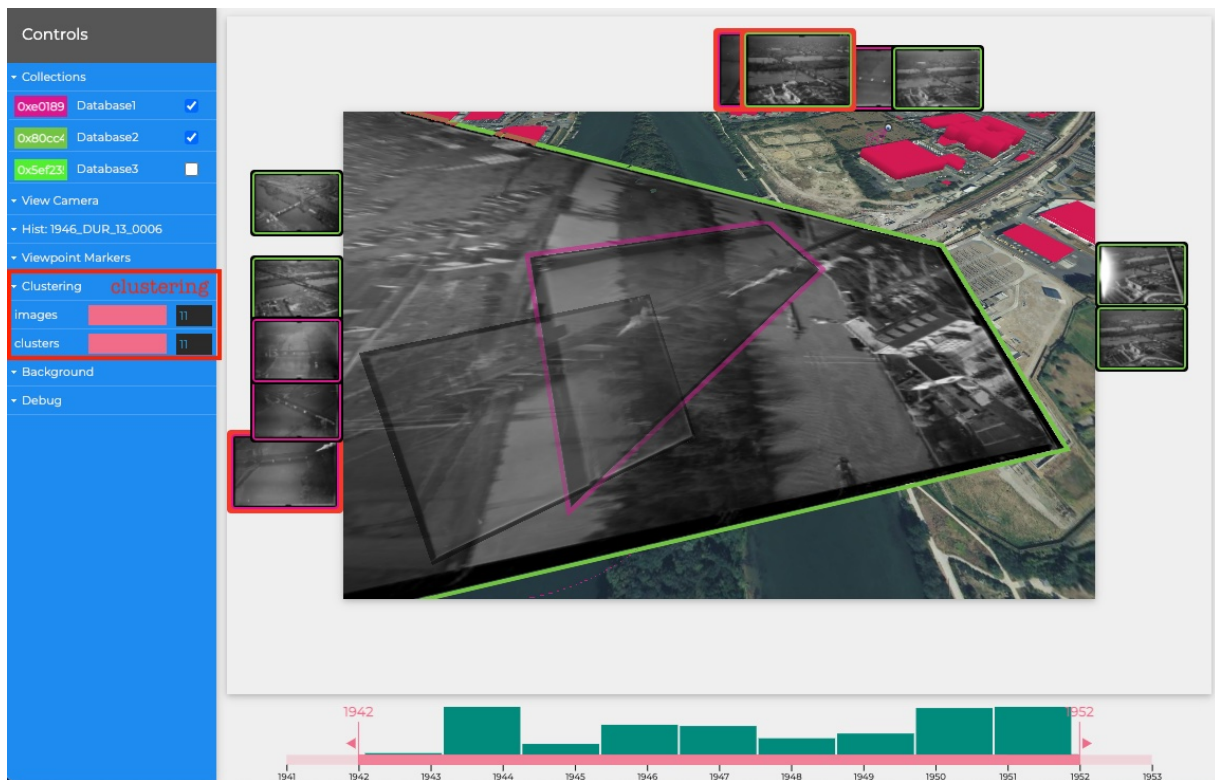 Controls
Collections
0xe0189 Database1
0x80cc4 Database2
0x5ef23 Database3
View Camera
Hist: 1946_DUR_13_0006
Viewpoint Markers
Clustering clustering
images 11
clusters 11
Background
Debug
1942 1952
1941 1942 1943 1944 1945 1946 1947 1948 1949 1950 1951 1952 1953